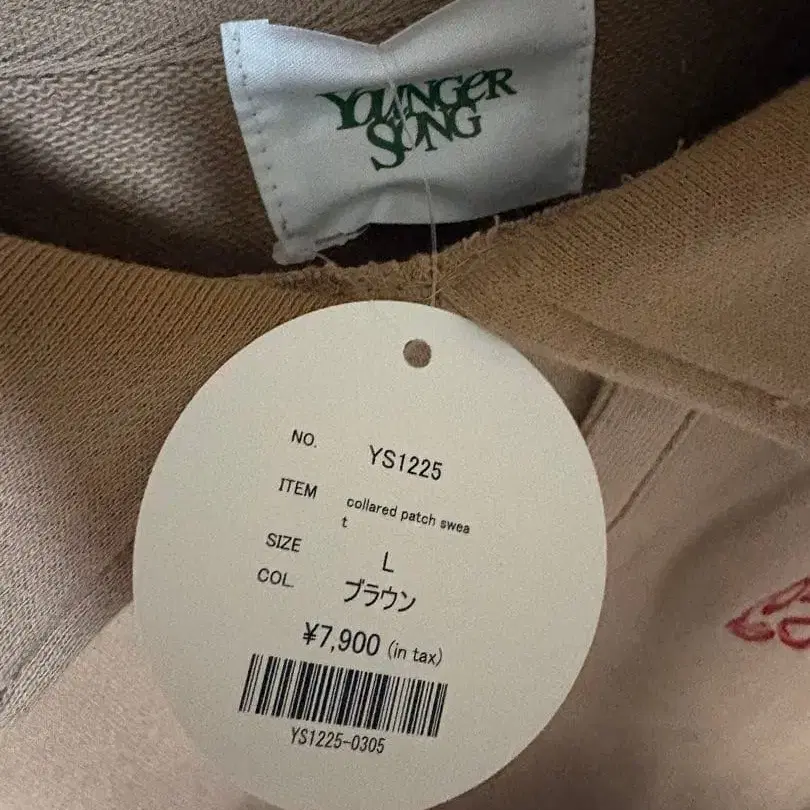 YOUNGER
SONG
NO. YS1225
ITEM collared patch swea
t
SIZE L
COL. ブラウン
¥7,900 (in tax)
YS1225-0305